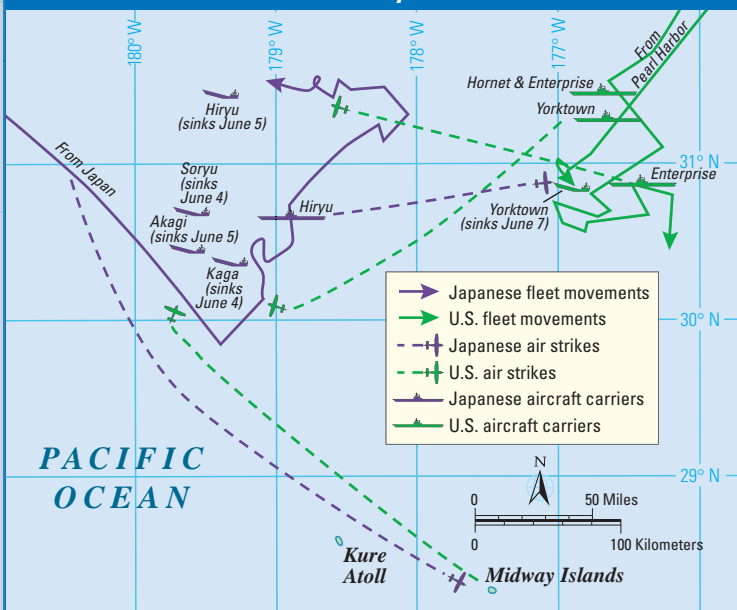 180° W
179° W
178° W
177° W
From
Pearl Harbor
Hornet & Enterprise
Yorktown
Hiryu
(sinks June 5)
31° N
From Japan
Soryu
(sinks
June 4)
Enterprise
Akagi
(sinks June 5)
Hiryu
Yorktown
(sinks June 7)
Kaga
(sinks
June 4)
30° N
Japanese fleet movements
U.S. fleet movements
Japanese air strikes
U.S. air strikes
Japanese aircraft carriers
U.S. aircraft carriers
PACIFIC
OCEAN
29° N
N
0 50 Miles
0 100 Kilometers
Kure
Atoll
Midway Islands